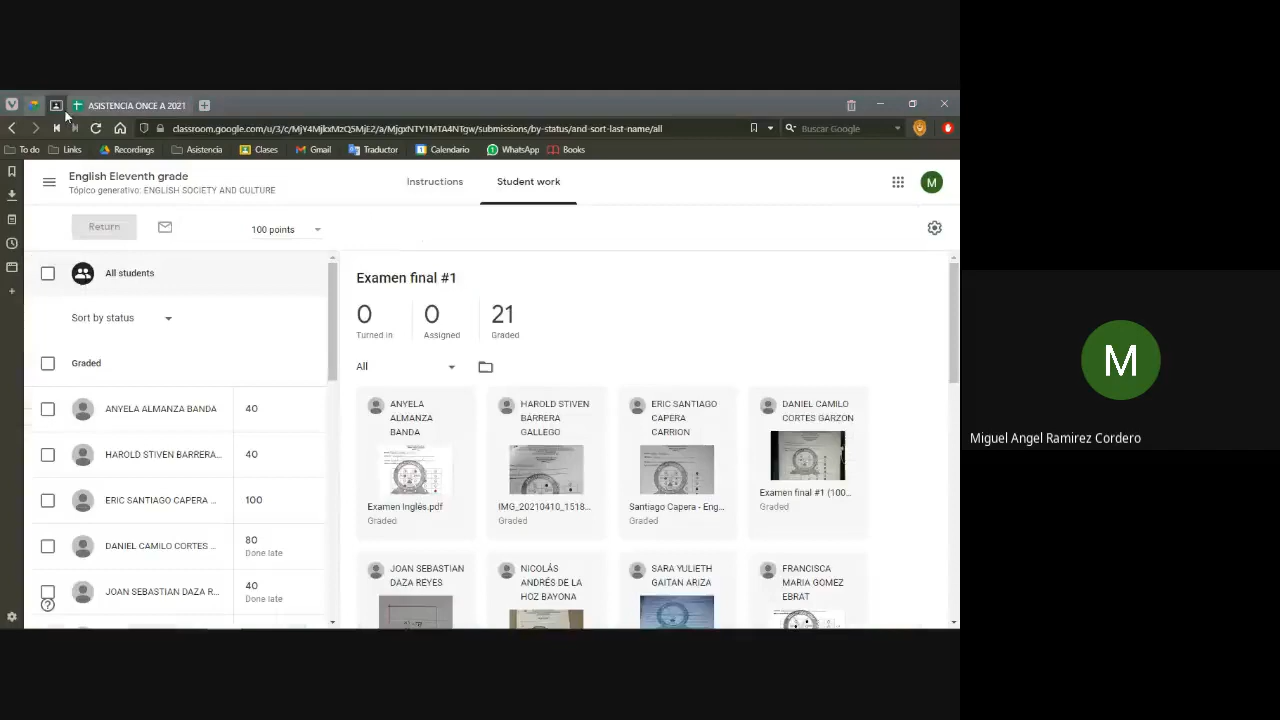 ASISTENCIA ONCE A 2021
classroom.google.com/u/3/c/MjY4MjkxMzQ5MjE2/a/MjgxNTY1MTA4NTgw/submissions/by-status/and-sort-last-name/all
Buscar Google
To do
Links
Recordings
Asistencia
Clases
Gmail
Traductor
Calendario
WhatsApp
Books
English Eleventh grade
Tópico generativo: ENGLISH SOCIETY AND CULTURE
Instructions
Student work
M
Return
100 points
All students
Sort by status
Graded
ANYELA ALMANZA BANDA
40
HAROLD STIVEN BARRERA...
40
ERIC SANTIAGO CAPERA ...
100
DANIEL CAMILO CORTES ...
80
Done late
JOAN SEBASTIAN DAZA R...
40
Done late
Examen final #1
0
Turned in
0
Assigned
21
Graded
All
ANYELA
ALMANZA
BANDA
Examen Inglés.pdf
Graded
HAROLD STIVEN
BARRERA
GALLEGO
IMG_20210410_1518...
Graded
ERIC SANTIAGO
CAPERA
CARRION
Santiago Capera - Eng...
Graded
DANIEL CAMILO
CORTES GARZON
Examen final #1 (100...
Graded
JOAN SEBASTIAN
DAZA REYES
NICOLÁS
ANDRÉS DE LA
HOZ BAYONA
SARA YULIETH
GAITAN ARIZA
FRANCISCA
MARIA GOMEZ
EBRAT
M
Miguel Angel Ramirez Cordero